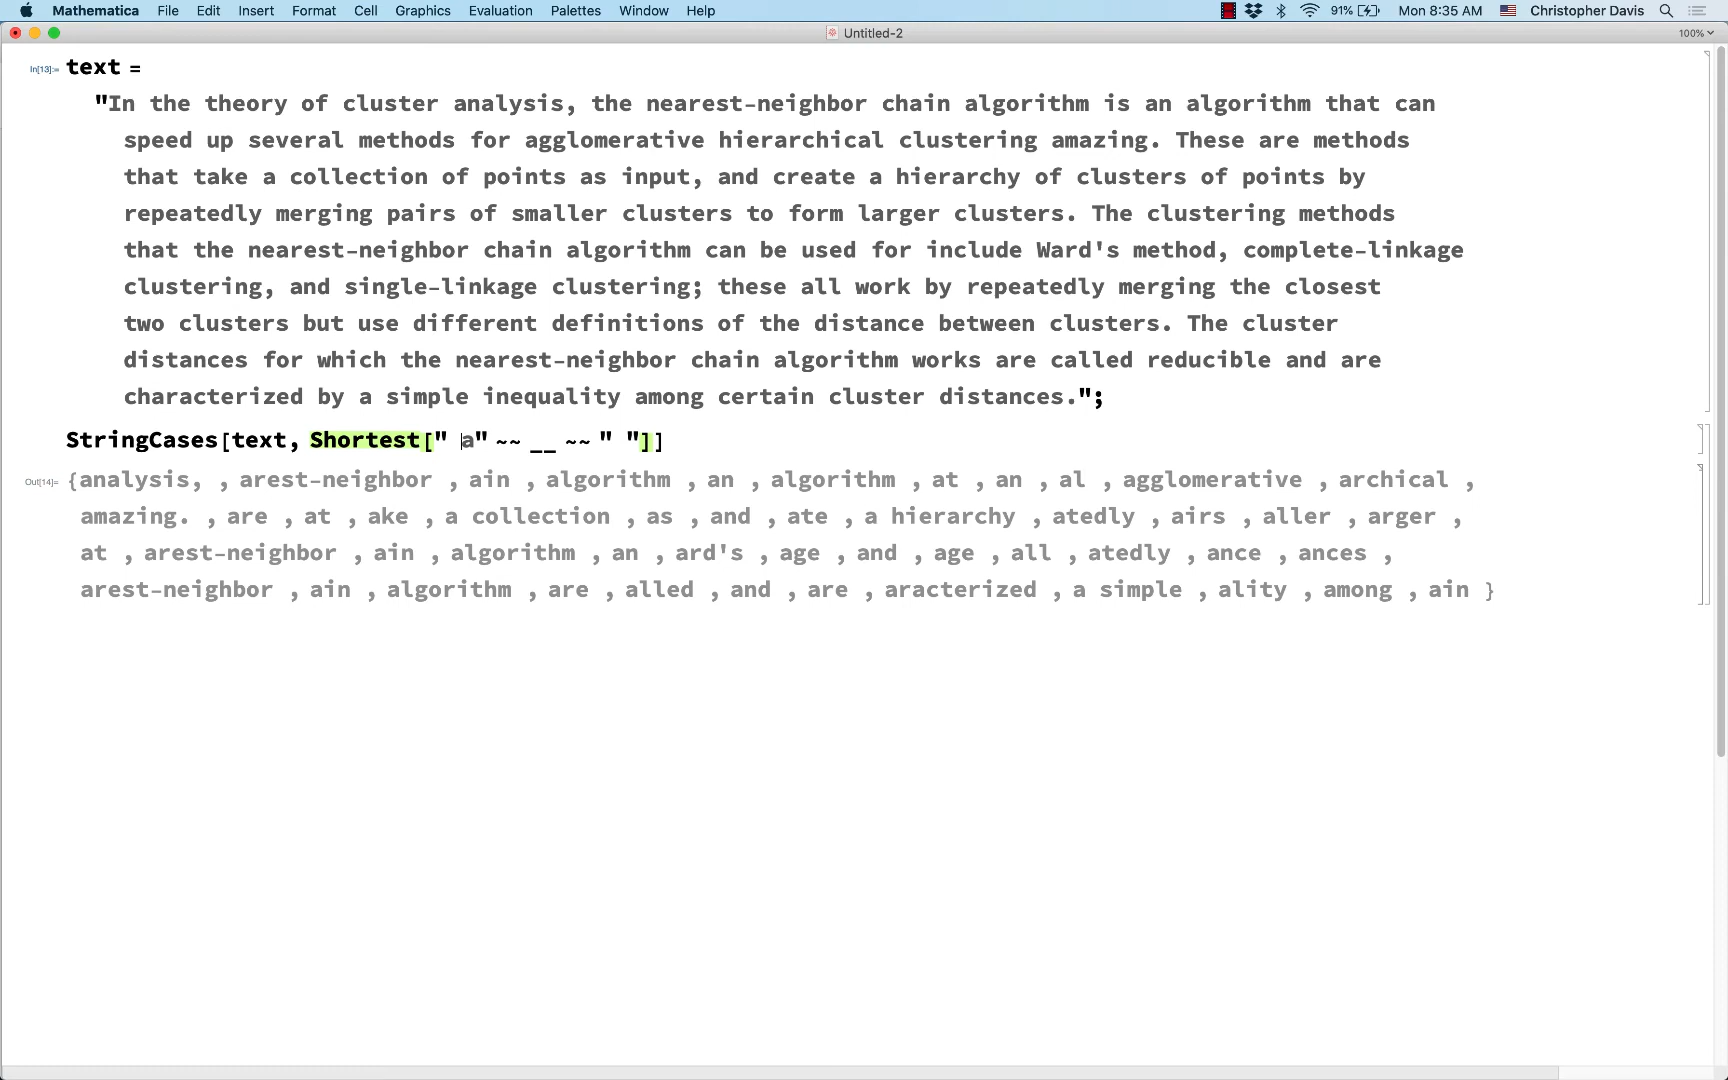 Mathematica File Edit Insert Format Cell Graphics Evaluation Palettes Window Help 91% Mon 8:35 AM Christopher Davis
Untitled-2 100%
In[13]:= text =
"In the theory of cluster analysis, the nearest-neighbor chain algorithm is an algorithm that can
speed up several methods for agglomerative hierarchical clustering amazing. These are methods
that take a collection of points as input, and create a hierarchy of clusters of points by
repeatedly merging pairs of smaller clusters to form larger clusters. The clustering methods
that the nearest-neighbor chain algorithm can be used for include Ward's method, complete-linkage
clustering, and single-linkage clustering; these all work by repeatedly merging the closest
two clusters but use different definitions of the distance between clusters. The cluster
distances for which the nearest-neighbor chain algorithm works are called reducible and are
characterized by a simple inequality among certain cluster distances.";
StringCases[text, Shortest[" a" ~~ __ ~~ " "]]
Out[14]= {analysis, , arest-neighbor , ain , algorithm , an , algorithm , at , an , al , agglomerative , archical ,
amazing. , are , at , ake , a collection , as , and , ate , a hierarchy , atedly , airs , aller , arger ,
at , arest-neighbor , ain , algorithm , an , ard's , age , and , age , all , atedly , ance , ances ,
arest-neighbor , ain , algorithm , are , alled , and , are , aracterized , a simple , ality , among , ain }